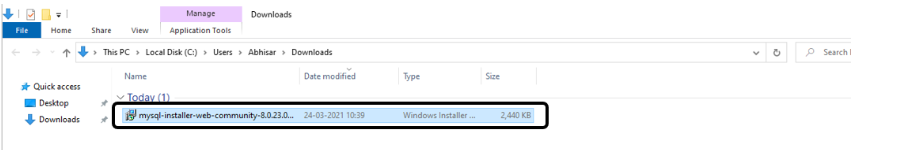 Manage Downloads
File Home Share View Application Tools
This PC > Local Disk (C:) > Users > Abhisar > Downloads
Search
Name Date modified Type Size
Quick access
Today (1)
Desktop
mysql-installer-web-community-8.0.23.0... 24-03-2021 10:39 Windows Installer ... 2,440 KB
Downloads